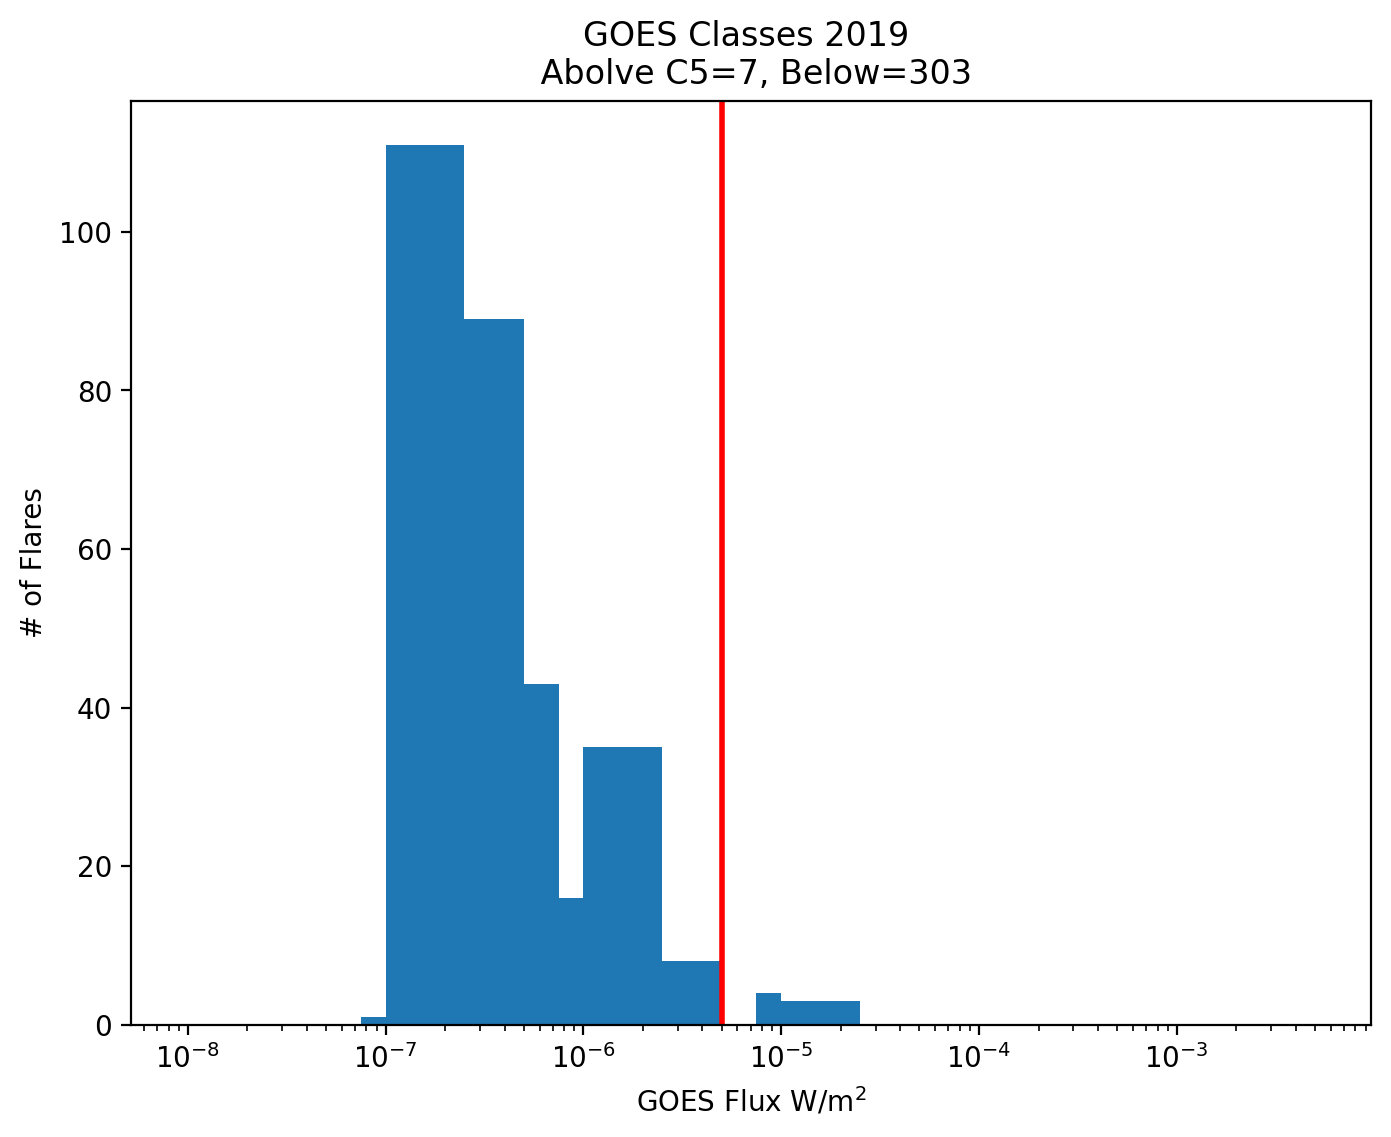 GOES Classes 2019
Abolve C5=7, Below=303
# of Flares
100
80
60
40
20
0
10⁻⁸ 10⁻⁷ 10⁻⁶ 10⁻⁵ 10⁻⁴ 10⁻³
GOES Flux W/m²